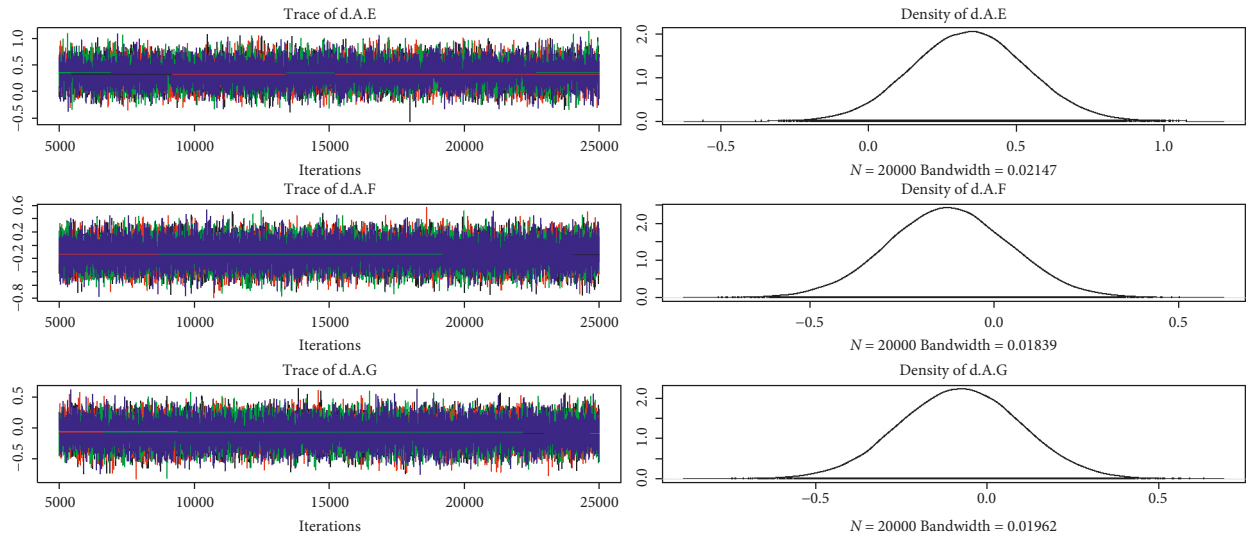 Trace of d.A.E
1.0
0.5
0.0
−0.5
5000 10000 15000 20000 25000
Iterations
Density of d.A.E
2.0
1.0
0.0
−0.5 0.0 0.5 1.0
N = 20000 Bandwidth = 0.02147
Trace of d.A.F
0.6
0.2
−0.2
−0.8
5000 10000 15000 20000 25000
Iterations
Density of d.A.F
2.0
1.0
0.0
−0.5 0.0 0.5
N = 20000 Bandwidth = 0.01839
Trace of d.A.G
0.5
0.0
−0.5
5000 10000 15000 20000 25000
Iterations
Density of d.A.G
2.0
1.0
0.0
−0.5 0.0 0.5
N = 20000 Bandwidth = 0.01962